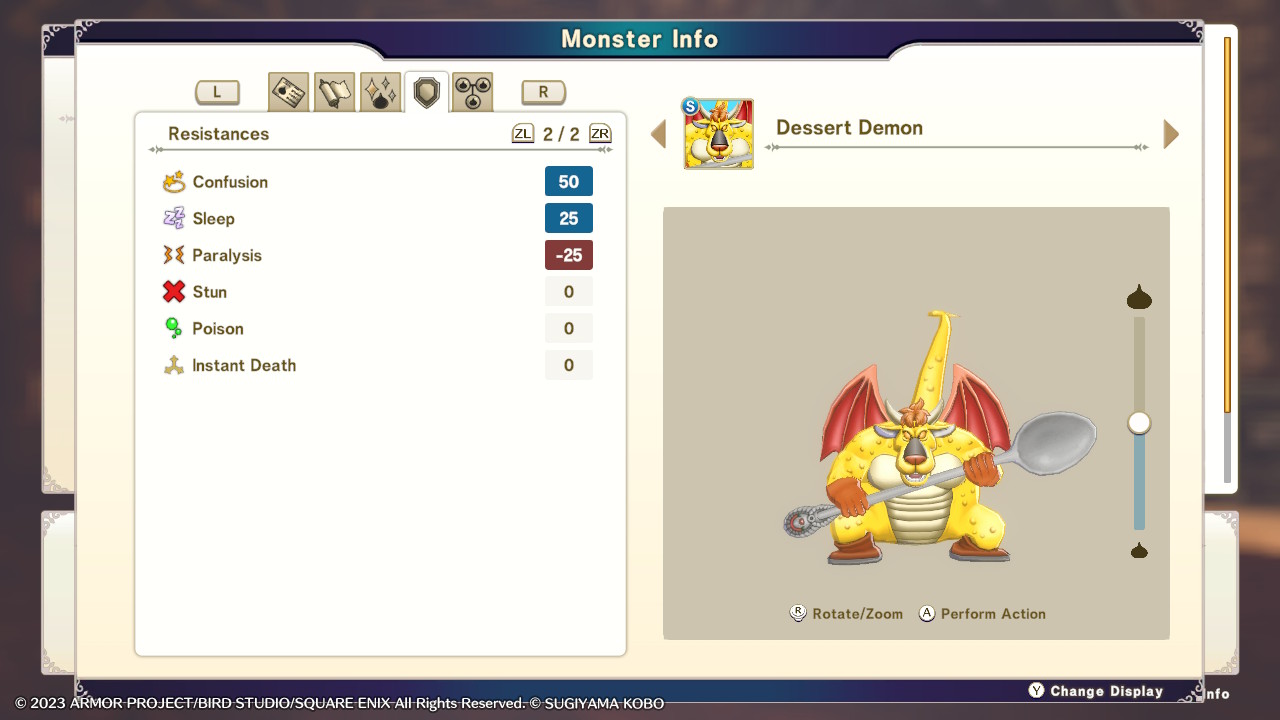 Monster Info
L
R
Resistances
ZL 2 / 2 ZR
Confusion 50
Sleep 25
Paralysis -25
Stun 0
Poison 0
Instant Death 0
S
Dessert Demon
R Rotate/Zoom A Perform Action
Y Change Display
nfo
© 2023 ARMOR PROJECT/BIRD STUDIO/SQUARE ENIX All Rights Reserved. © SUGIYAMA KOBO